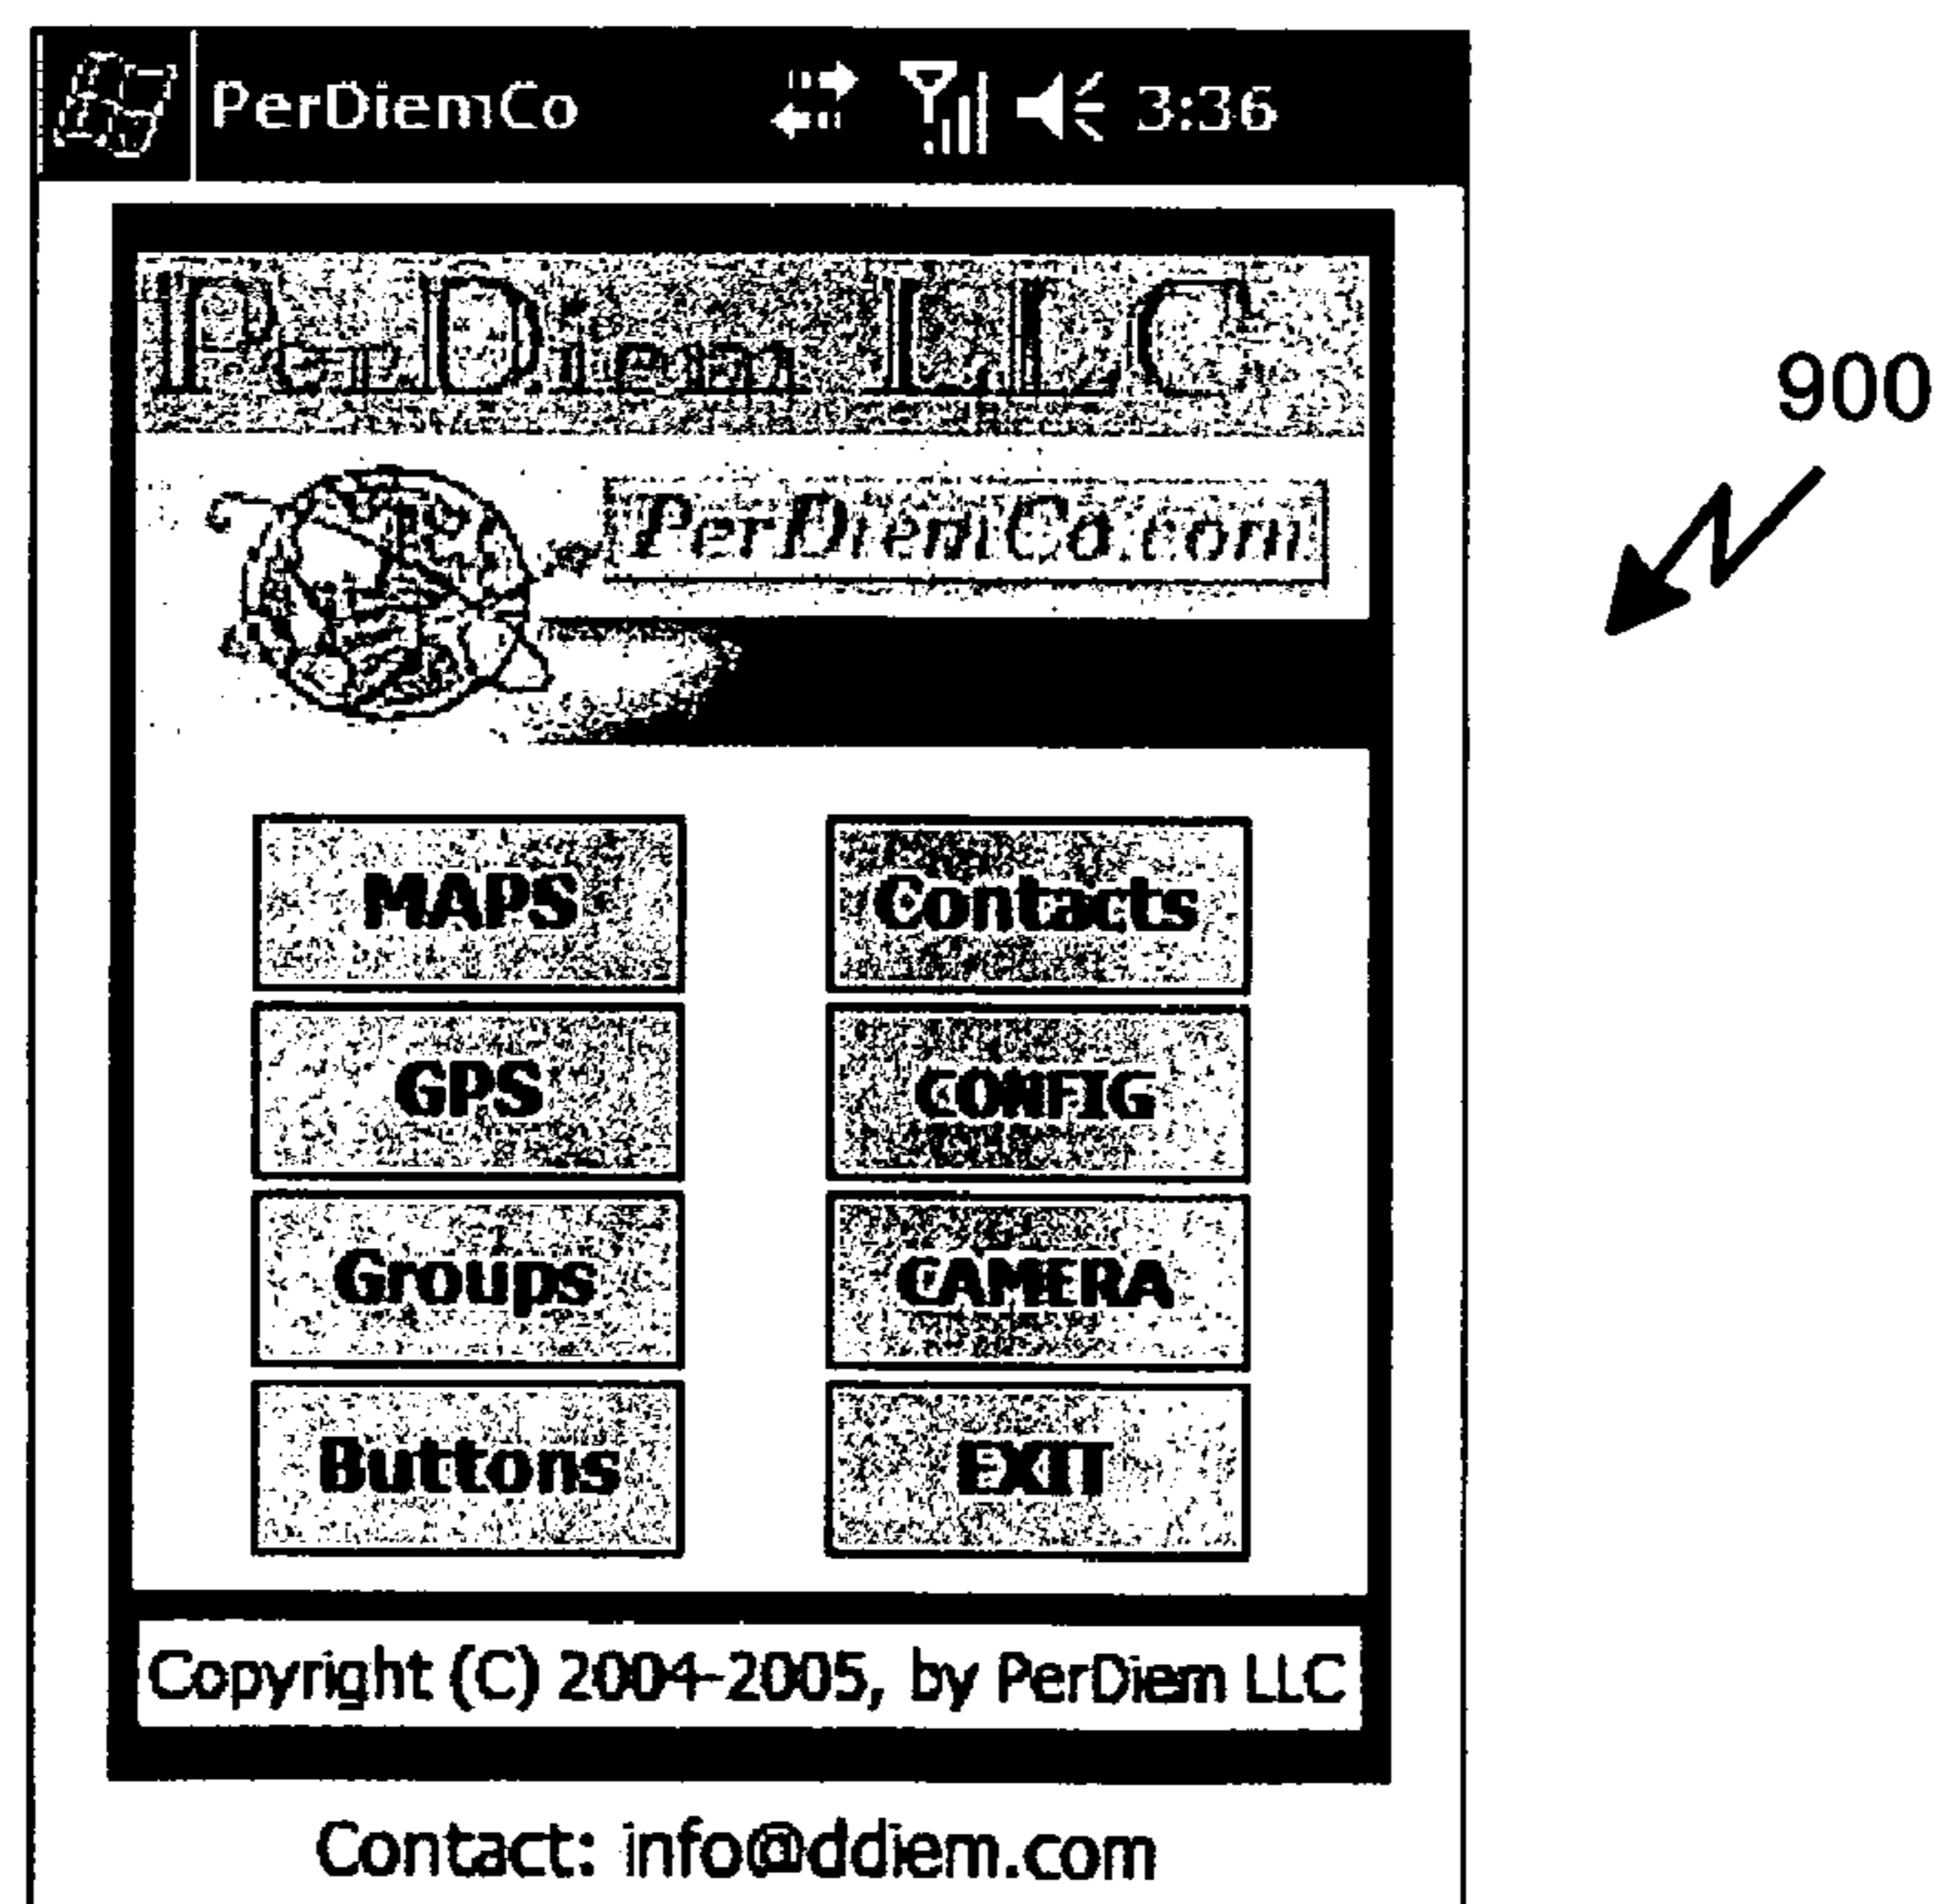 PerDiemCo 3:36
PerDiem LLC
900
PerDiemCo.com
MAPS Contacts
GPS CONFIG
Groups CAMERA
Buttons EXIT
Copyright (C) 2004-2005, by PerDiem LLC
Contact: info@ddiem.com